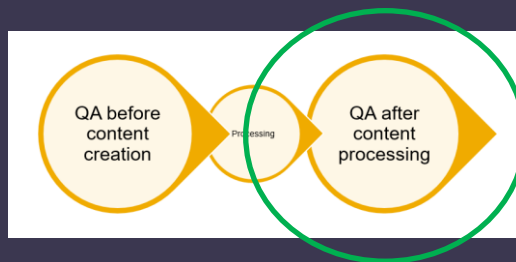 QA before
content
creation
Processing
QA after
content
processing